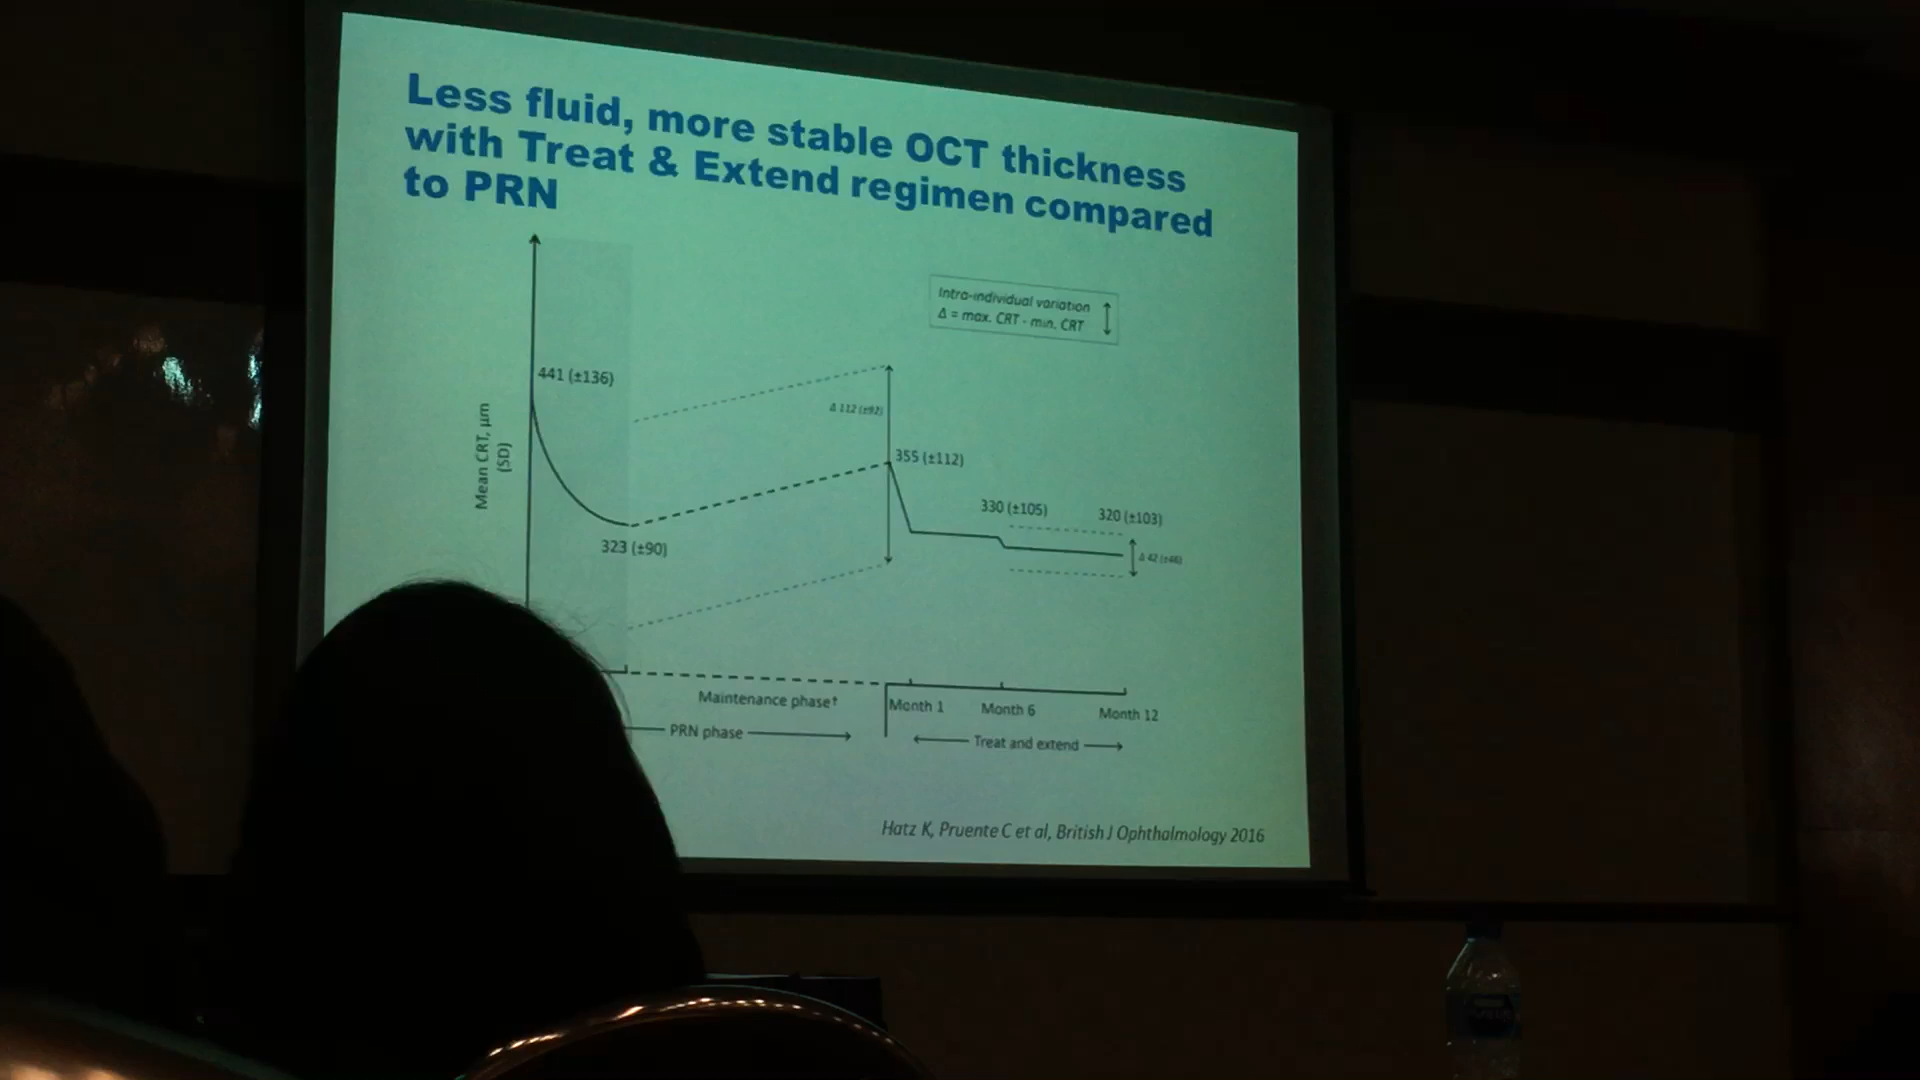 Less fluid, more stable OCT thickness
with Treat & Extend regimen compared
to PRN
Intra-individual variation
Δ = max. CRT - min. CRT
441 (±136)
Δ 112 (±92)
Mean CRT, µm
(SD)
355 (±112)
330 (±105)
320 (±103)
323 (±90)
Δ 42 (±46)
Maintenance phase†
Month 1
Month 6
Month 12
PRN phase
Treat and extend
Hatz K, Pruente C et al, British J Ophthalmology 2016